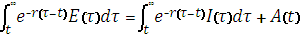 ∫_t^∞ e^{-r(τ-t)}E(τ)dτ = ∫_t^∞ e^{-r(τ-t)}I(τ)dτ + A(t)